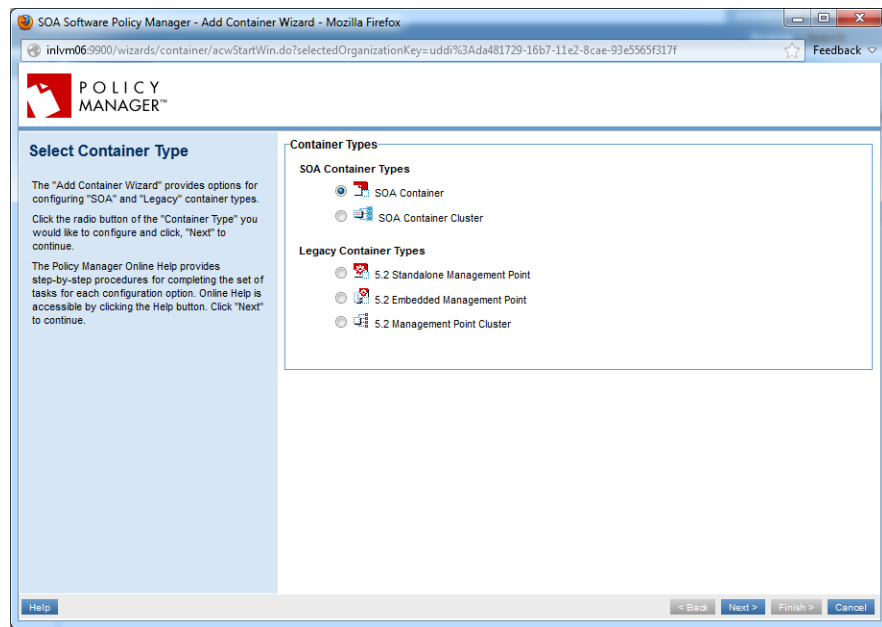 SOA Software Policy Manager - Add Container Wizard - Mozilla Firefox
inlvm06:9900/wizards/container/acwStartWin.do?selectedOrganizationKey=uddi%3Ada481729-16b7-11e2-8cae-93e5565f317f
Feedback
POLICY
MANAGER™
Select Container Type
The "Add Container Wizard" provides options for
configuring "SOA" and "Legacy" container types.
Click the radio button of the "Container Type" you
would like to configure and click, "Next" to
continue.
The Policy Manager Online Help provides
step-by-step procedures for completing the set of
tasks for each configuration option. Online Help is
accessible by clicking the Help button. Click "Next"
to continue.
Container Types
SOA Container Types
SOA Container
SOA Container Cluster
Legacy Container Types
5.2 Standalone Management Point
5.2 Embedded Management Point
5.2 Management Point Cluster
Help
< Back
Next >
Finish >
Cancel